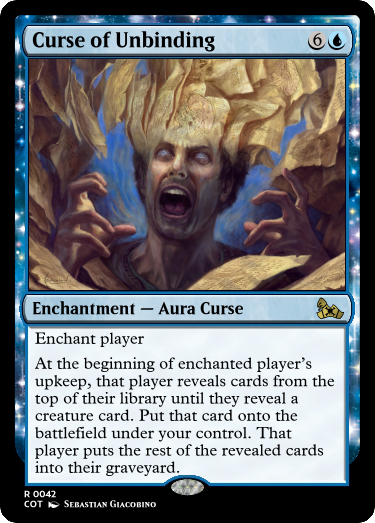 Curse of Unbinding
6
Enchantment — Aura Curse
Enchant player
At the beginning of enchanted player's
upkeep, that player reveals cards from the
top of their library until they reveal a
creature card. Put that card onto the
battlefield under your control. That
player puts the rest of the revealed cards
into their graveyard.
R 0042
COT Sebastian Giacobino